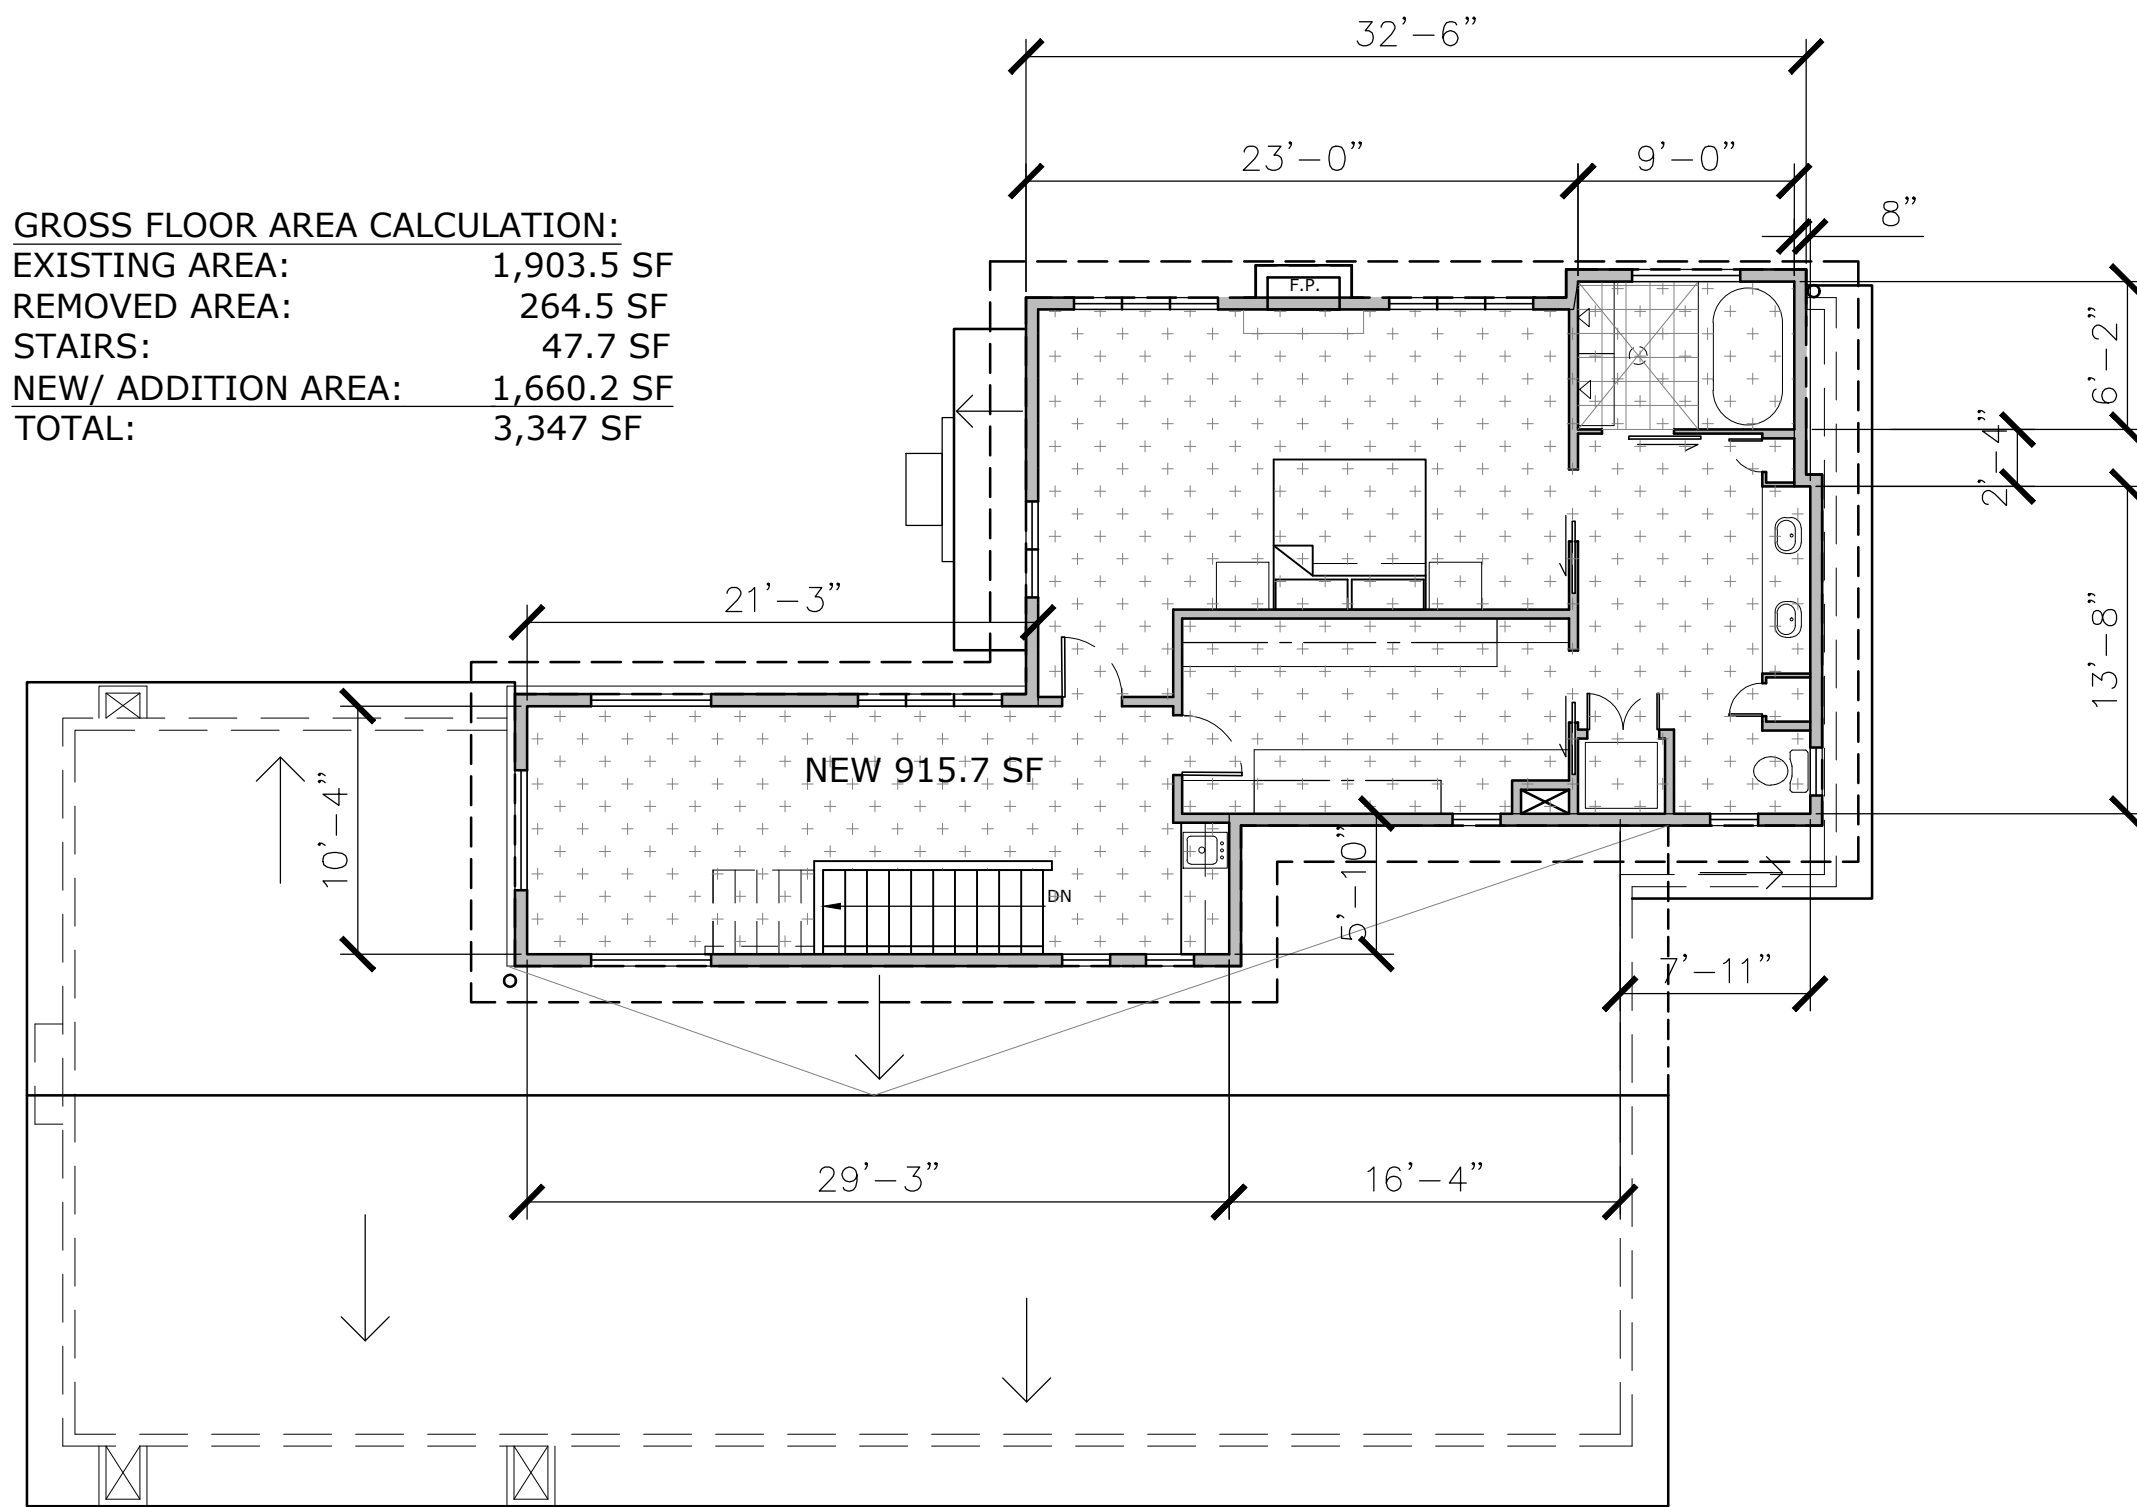 32’-6”
23’-0”
9’-0”
8”
GROSS FLOOR AREA CALCULATION:
EXISTING AREA: 1,903.5 SF
REMOVED AREA: 264.5 SF
STAIRS: 47.7 SF
NEW/ ADDITION AREA: 1,660.2 SF
TOTAL: 3,347 SF
F.P.
6’-2”
2’-4”
21’-3”
13’-8”
NEW 915.7 SF
10’-4”
5’-10”
DN
7’-11”
29’-3”
16’-4”